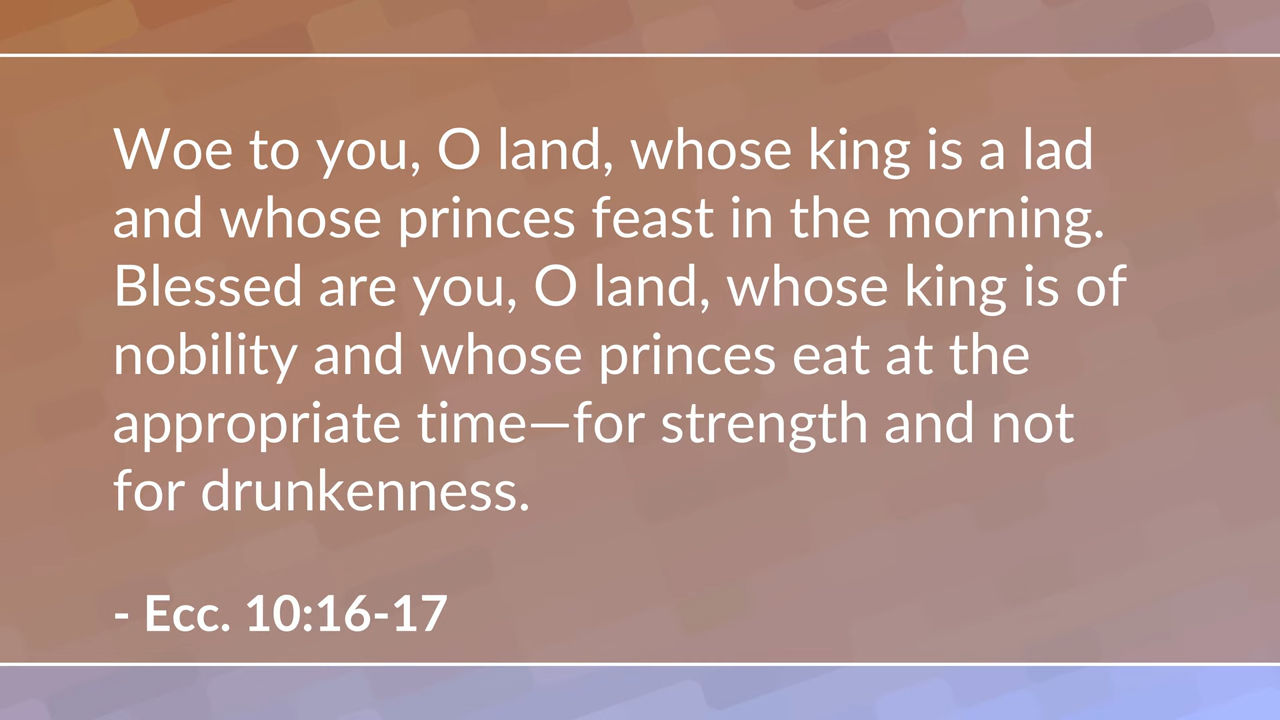 Woe to you, O land, whose king is a lad
and whose princes feast in the morning.
Blessed are you, O land, whose king is of
nobility and whose princes eat at the
appropriate time—for strength and not
for drunkenness.
- Ecc. 10:16-17